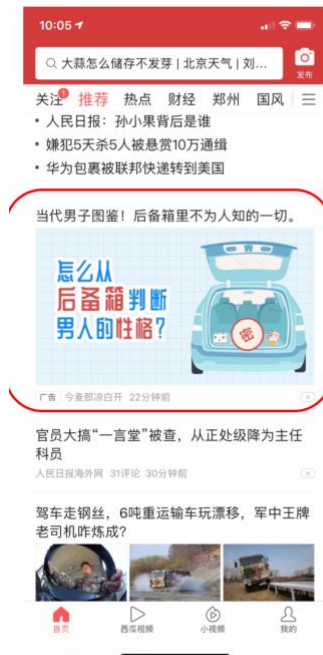 10:05
大蒜怎么储存不发芽 | 北京天气 | 刘...
发布
关注 推荐 热点 财经 郑州 国风
1
人民日报：孙小果背后是谁
嫌犯5天杀5人被悬赏10万通缉
华为包裹被联邦快递转到美国
当代男子图鉴！后备箱里不为人知的一切。
怎么从
后备箱判断
男人的性格?
密
广告 今麦郎凉白开 22分钟前
官员大搞“一言堂”被查，从正处级降为主任
科员
人民日报海外网 31评论 30分钟前
驾车走钢丝，6吨重运输车玩漂移，军中王牌
老司机咋炼成?
首页 西瓜视频 小视频 我的